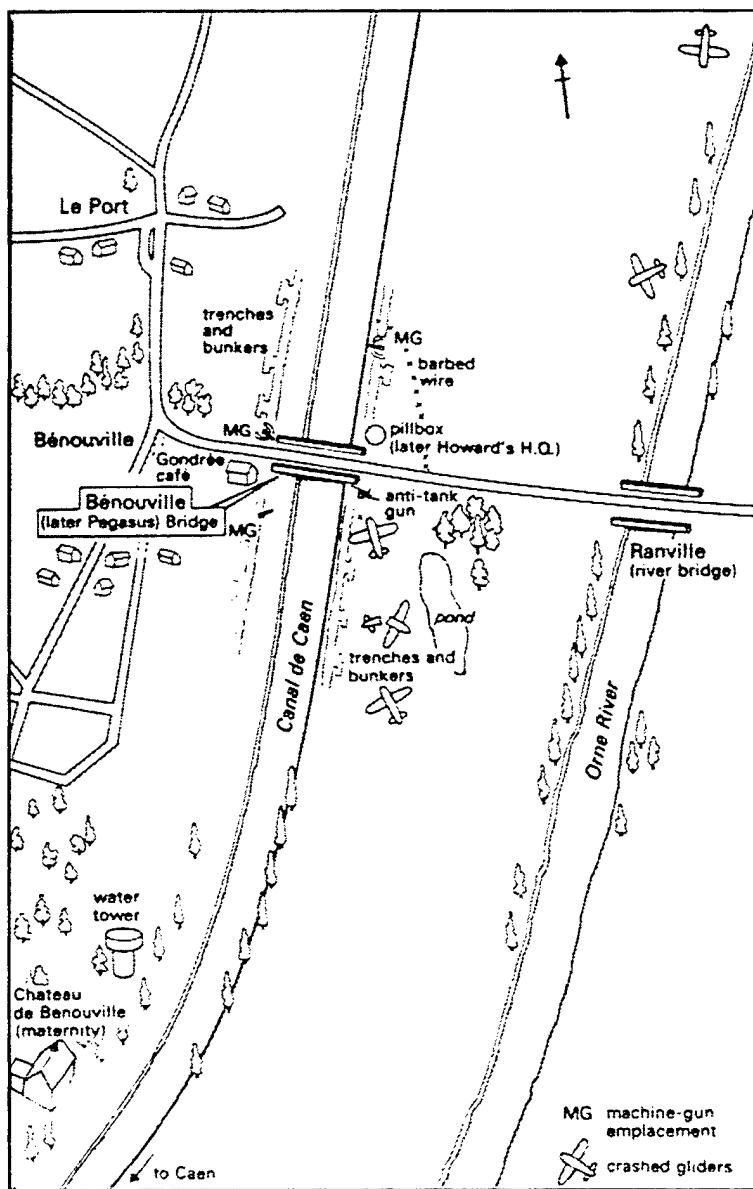 Le Port
trenches
and
bunkers
MG
barbed
wire
pillbox
(later Howard's H.Q.)
MG
Bénouville
Gondrée
café
Bénouville
(later Pegasus) Bridge
anti-tank
gun
MG
Ranville
(river bridge)
pond
trenches and
bunkers
Canal de Caen
Orne River
water
tower
Chateau
de Benouville
(maternity)
to Caen
MG machine-gun
emplacement
crashed gliders